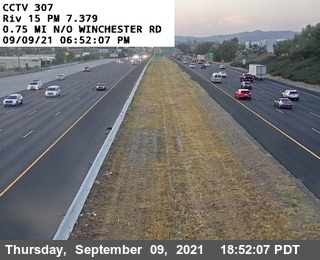 CCTV 307
Riv 15 PM 7.379
0.75 MI N/O WINCHESTER RD
09/09/21 06:52:07 PM
Thursday, September 09, 2021 18:52:07 PDT